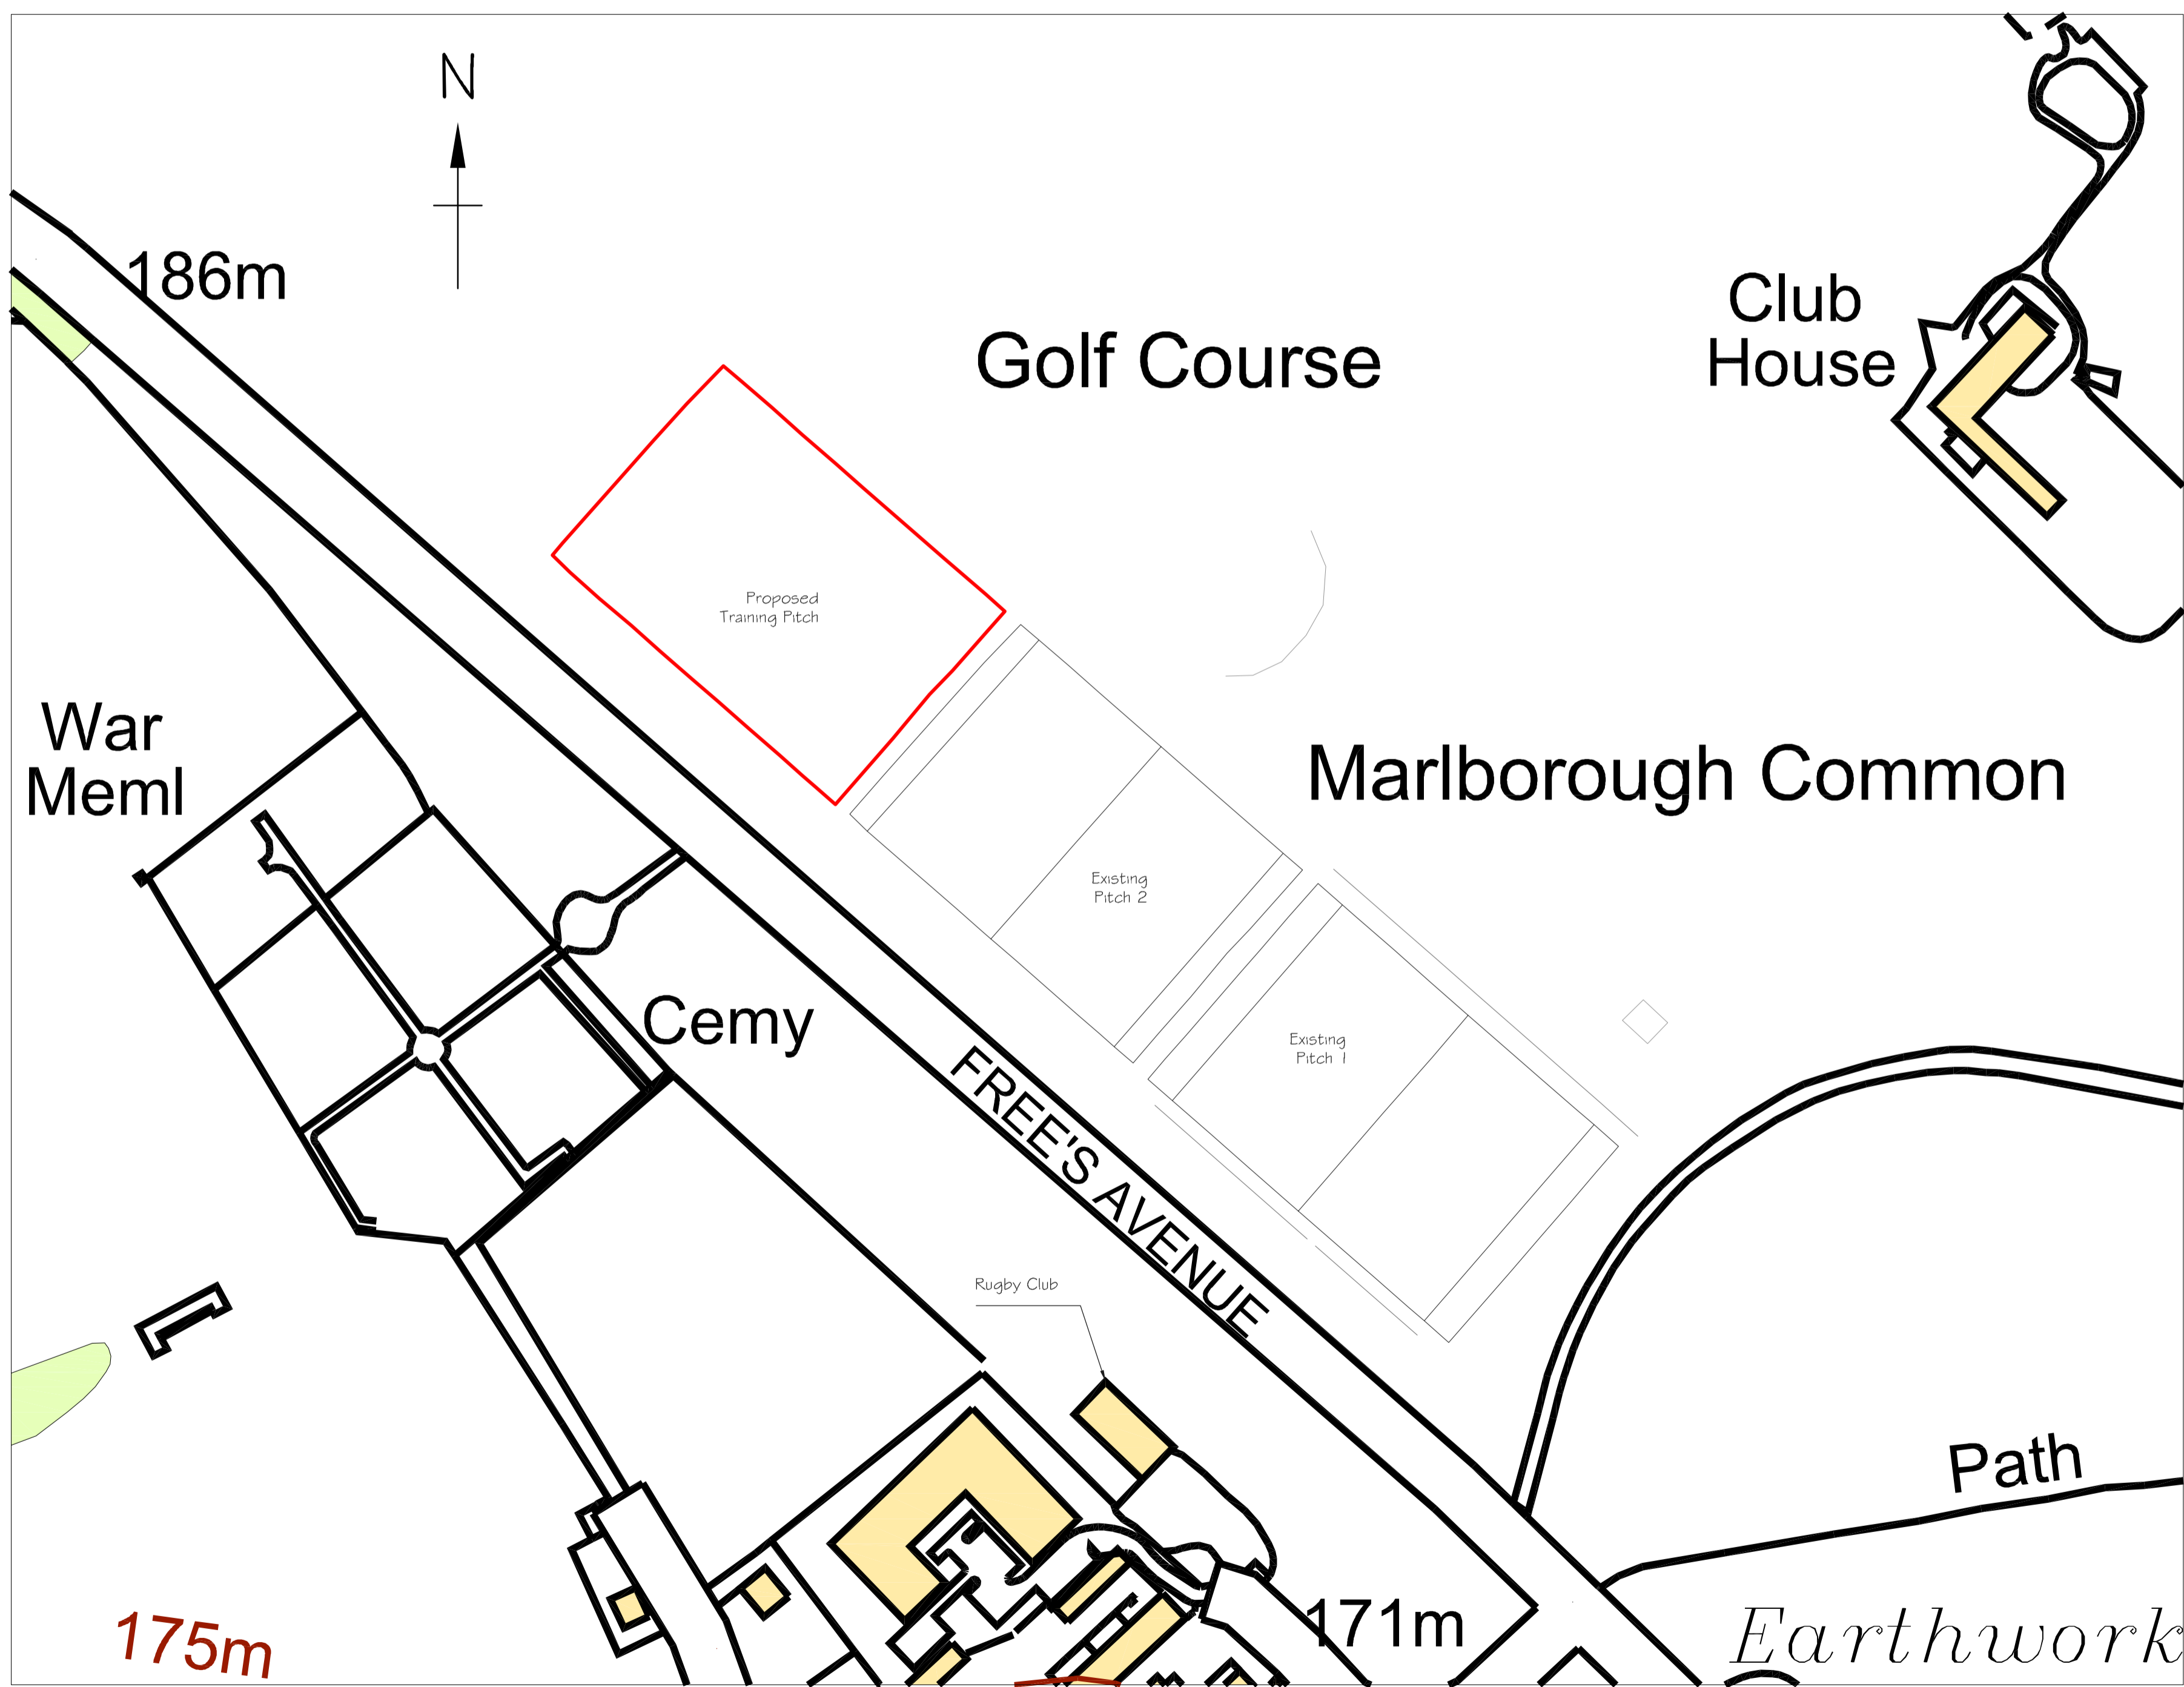 N
186m
Club
House
Golf Course
Proposed
Training Pitch
War
Meml
Marlborough Common
Existing
Pitch 2
Cemy
Existing
Pitch 1
FREE'S AVENUE
Rugby Club
Path
171m
175m
Earthwork